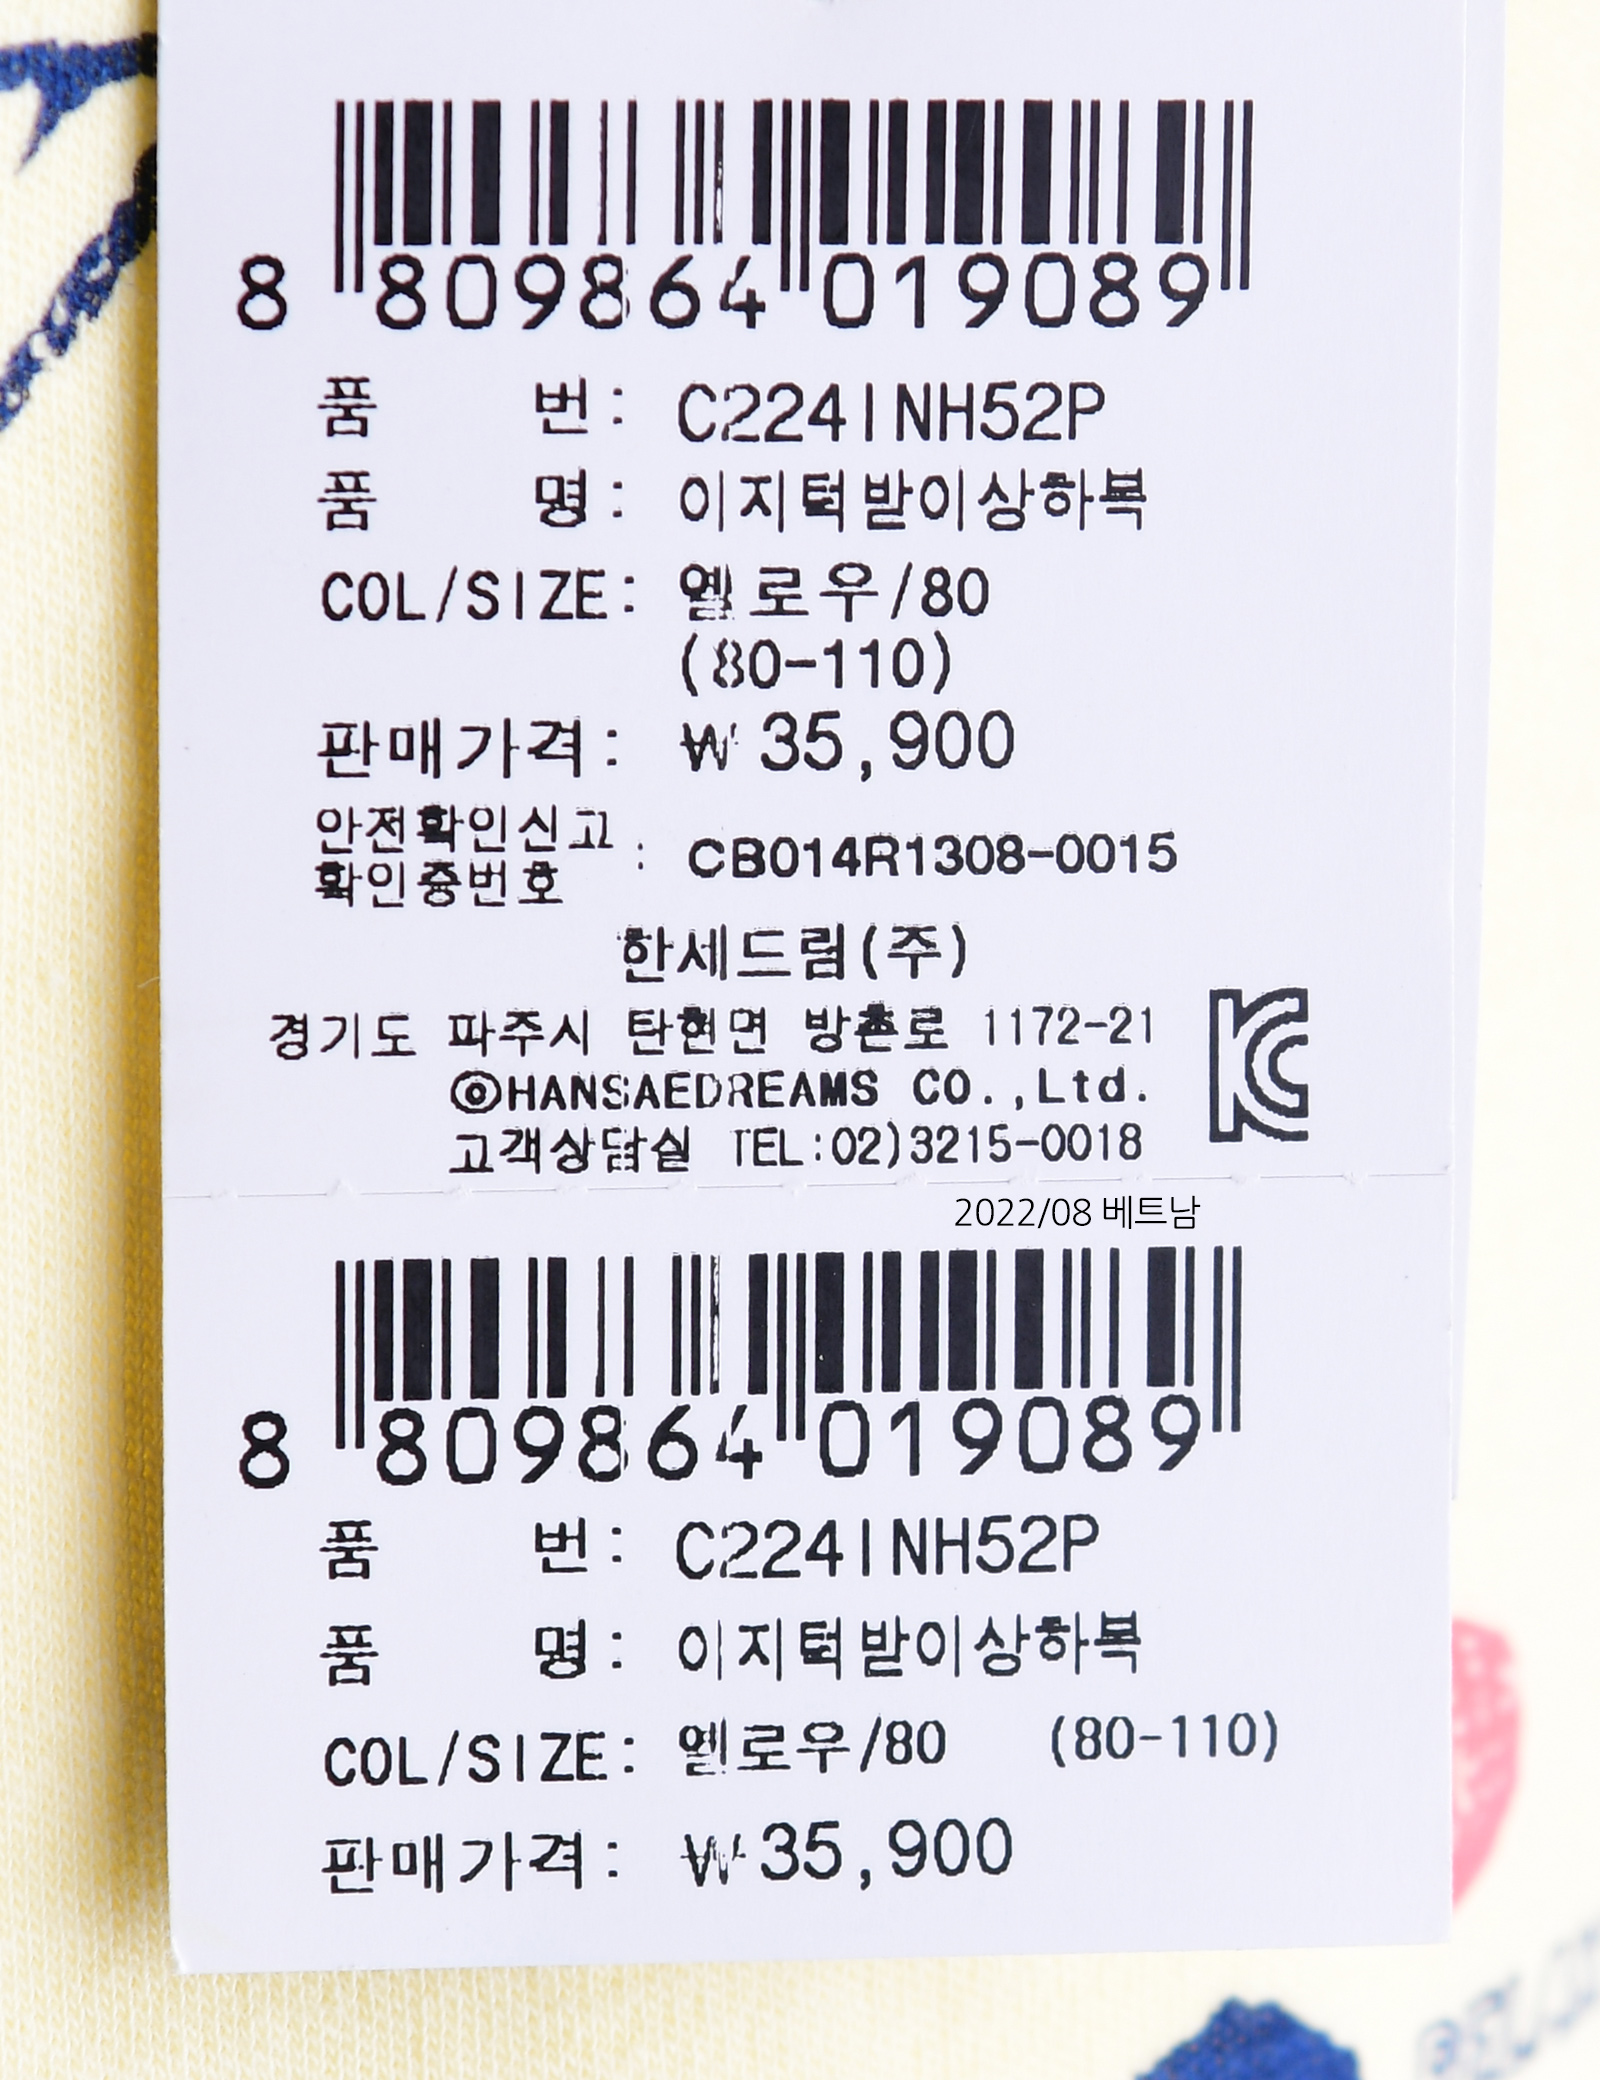 8 809864 019089
품 번: C224INH52P
품 명: 이지턱받이상하복
COL/SIZE: 옐로우/80
(80-110)
판매가격: ₩35,900
안전확인신고
확인증번호 : CB014R1308-0015
한세드림(주)
경기도 파주시 탄현면 방촌로 1172-21
◎HANSAEDREAMS CO.,Ltd.
고객상담실 TEL:02)3215-0018
2022/08 베트남
8 809864 019089
품 번: C224INH52P
품 명: 이지턱받이상하복
COL/SIZE: 옐로우/80 (80-110)
판매가격: ₩35,900